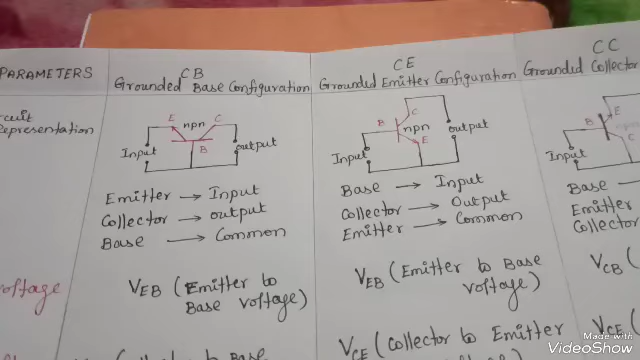 PARAMETERS
CB
Grounded Base Configuration
CE
Grounded Emitter Configuration
CC
Grounded Collector
Representation
E
npn
C
Input
output
B
B
C
npn
E
Input
output
B
E
C
Input
Emitter → Input
Collector → output
Base → Common
Base → Input
Collector → Output
Emitter → Common
Base
Emitter
Collector
VEB (Emitter to
Base voltage)
VEB (Emitter to Base
voltage)
VCB (
VCE (Collector to Emitter
VCE (
Made with
VideoShow